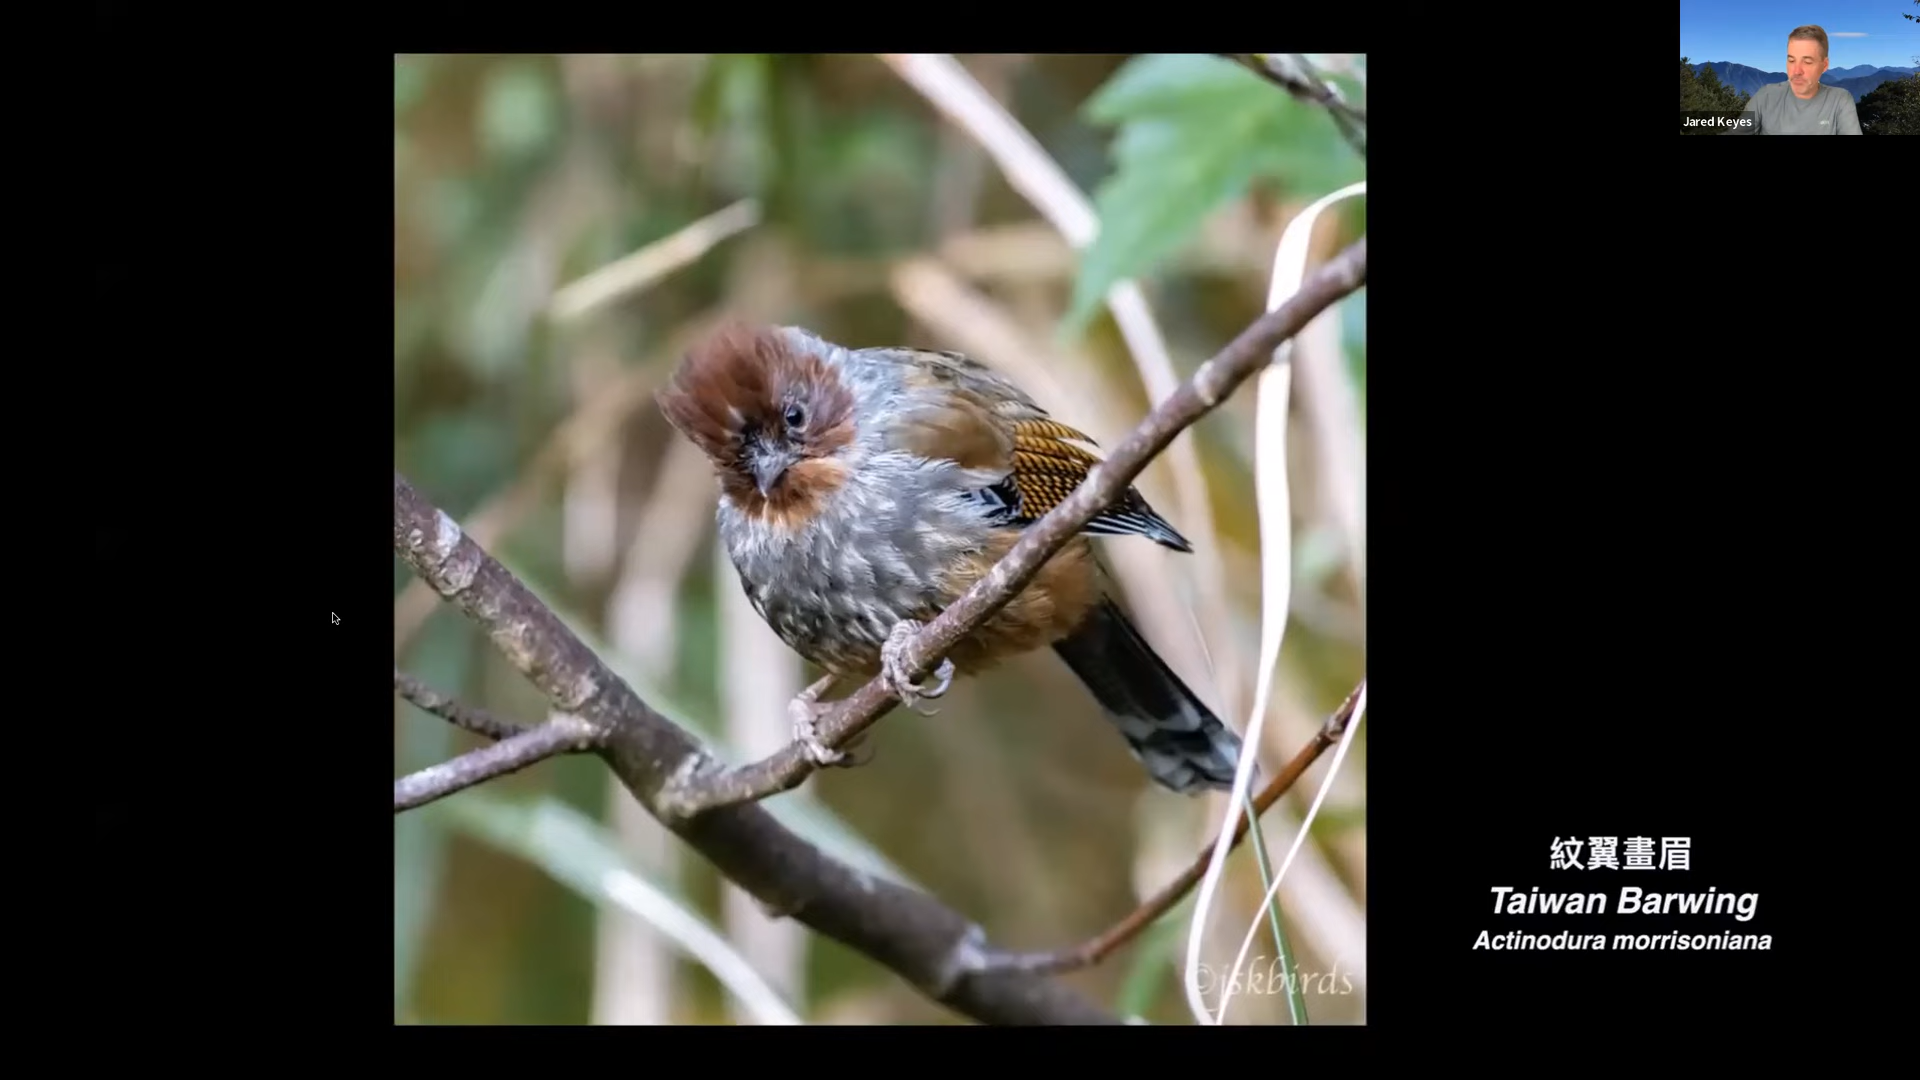 Jared Keyes
紋翼畫眉
Taiwan Barwing
Actinodura morrisoniana
©jskbirds